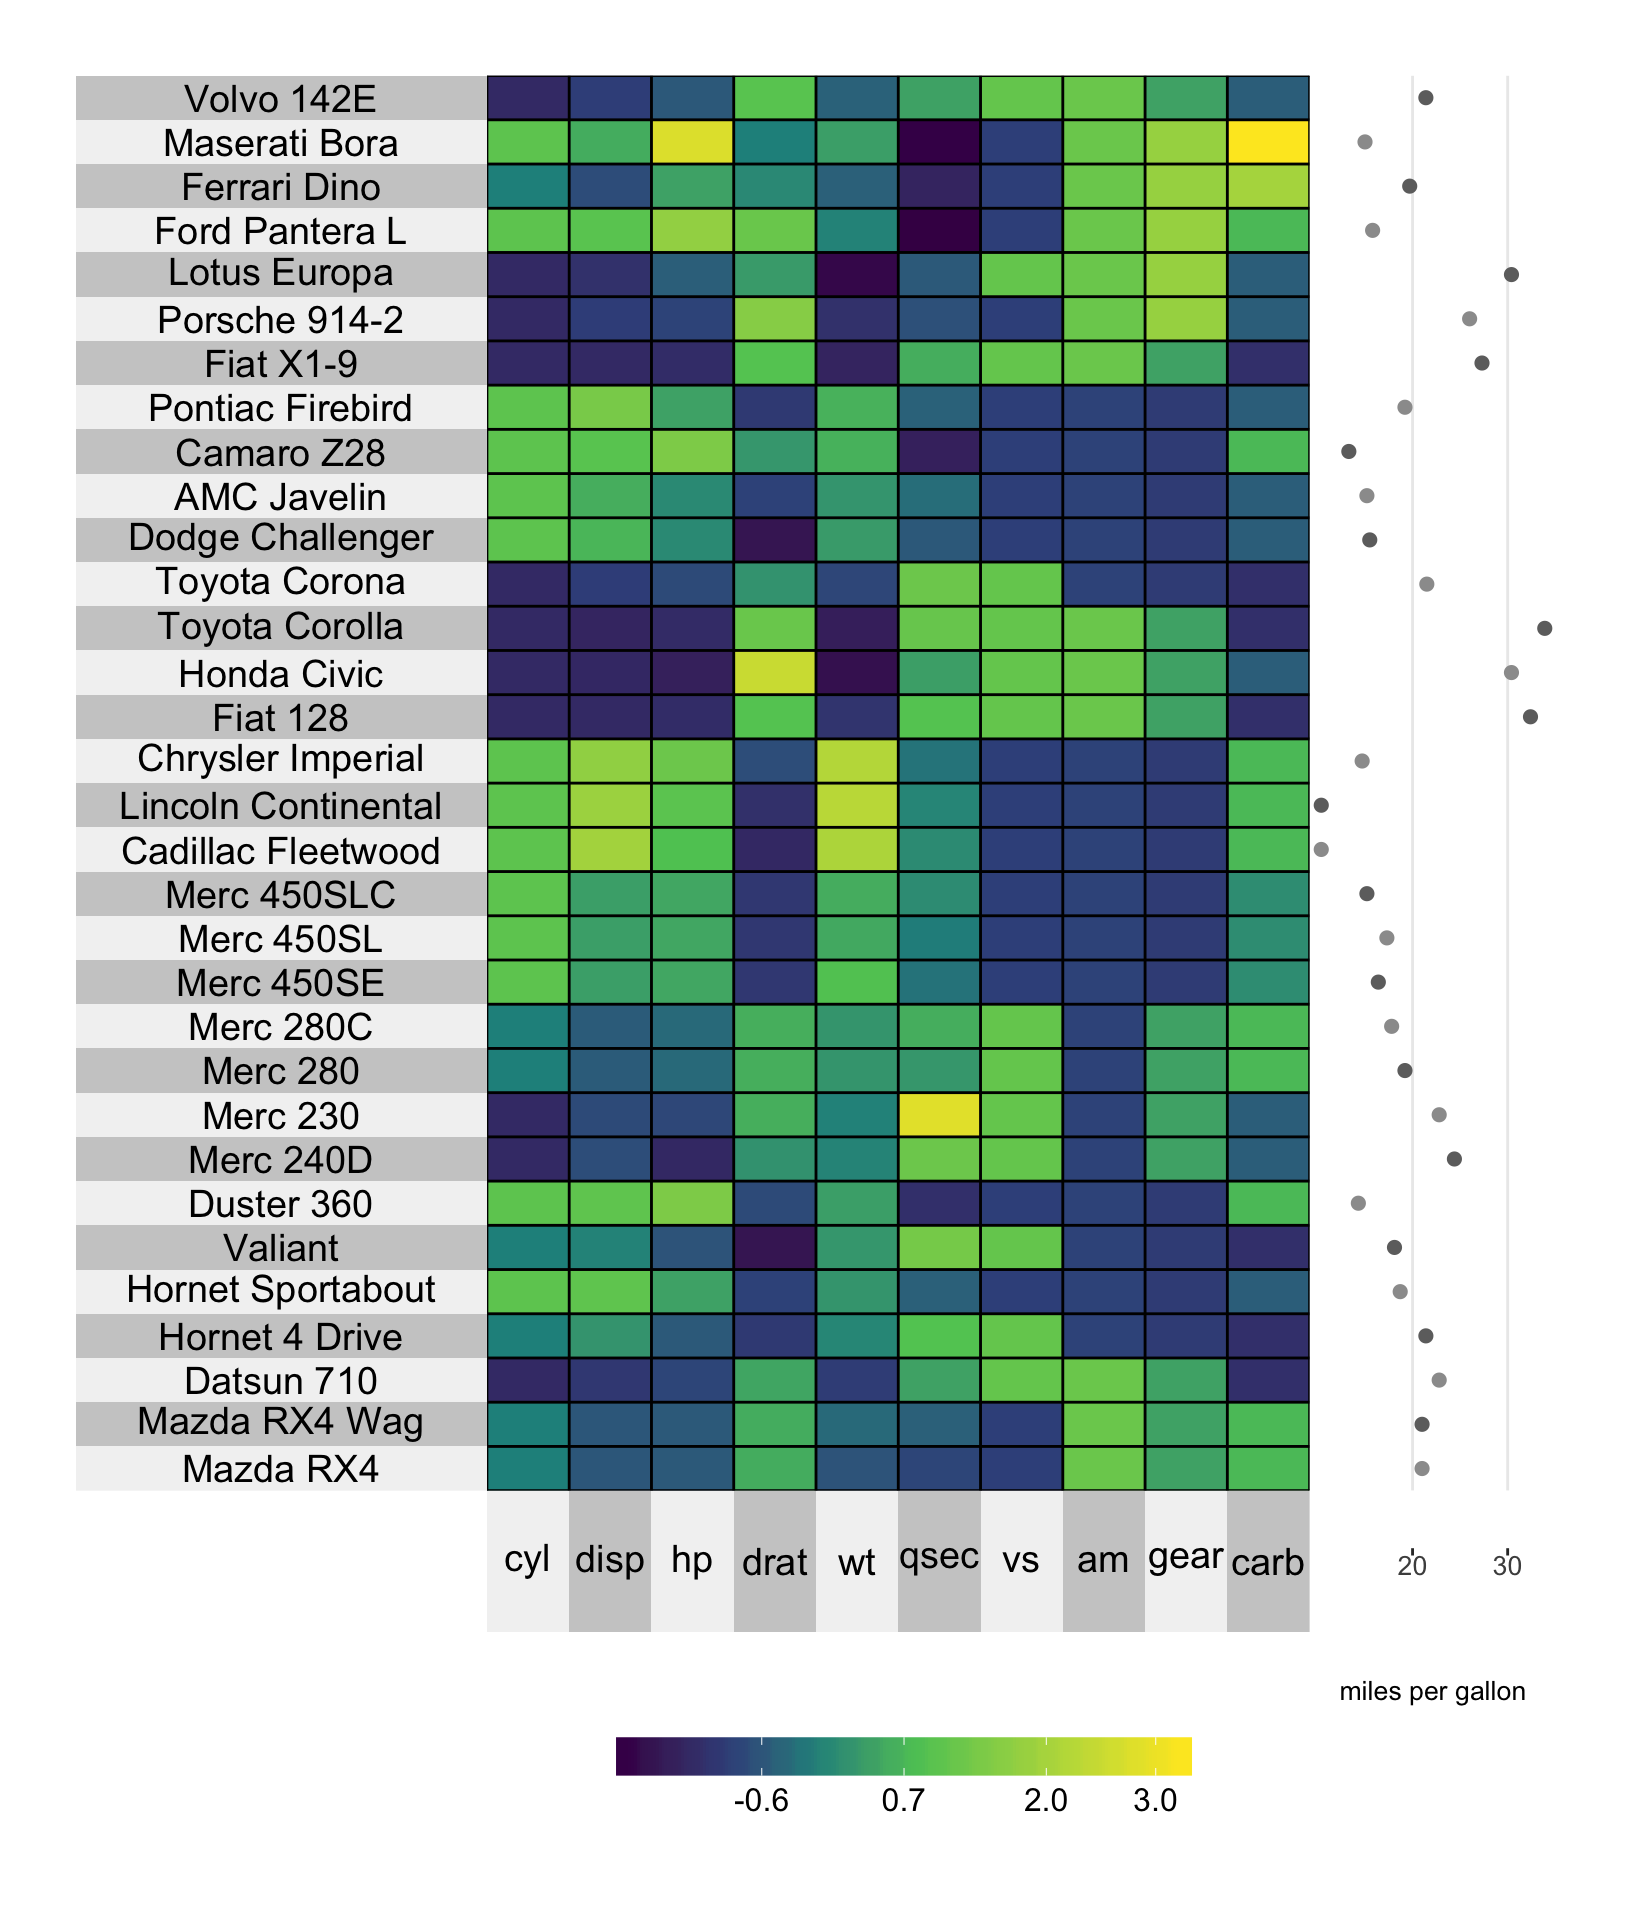 Volvo 142E
Maserati Bora
Ferrari Dino
Ford Pantera L
Lotus Europa
Porsche 914-2
Fiat X1-9
Pontiac Firebird
Camaro Z28
AMC Javelin
Dodge Challenger
Toyota Corona
Toyota Corolla
Honda Civic
Fiat 128
Chrysler Imperial
Lincoln Continental
Cadillac Fleetwood
Merc 450SLC
Merc 450SL
Merc 450SE
Merc 280C
Merc 280
Merc 230
Merc 240D
Duster 360
Valiant
Hornet Sportabout
Hornet 4 Drive
Datsun 710
Mazda RX4 Wag
Mazda RX4
cyl disp hp drat wt qsec vs am gear carb
20 30
miles per gallon
-0.6 0.7 2.0 3.0